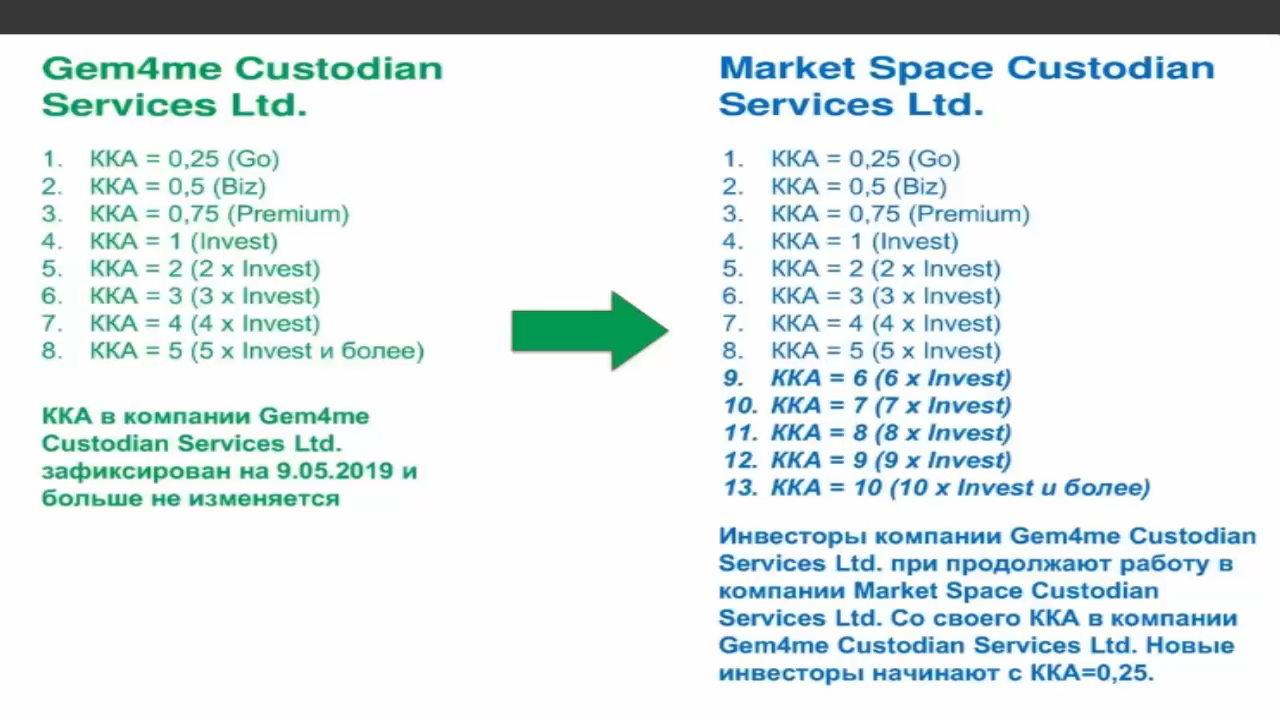 Gem4me Custodian
Services Ltd.
1. ККА = 0,25 (Go)
2. ККА = 0,5 (Biz)
3. ККА = 0,75 (Premium)
4. ККА = 1 (Invest)
5. ККА = 2 (2 x Invest)
6. ККА = 3 (3 x Invest)
7. ККА = 4 (4 x Invest)
8. ККА = 5 (5 x Invest и более)
ККА в компании Gem4me
Custodian Services Ltd.
зафиксирован на 9.05.2019 и
больше не изменяется
Market Space Custodian
Services Ltd.
1. ККА = 0,25 (Go)
2. ККА = 0,5 (Biz)
3. ККА = 0,75 (Premium)
4. ККА = 1 (Invest)
5. ККА = 2 (2 x Invest)
6. ККА = 3 (3 x Invest)
7. ККА = 4 (4 x Invest)
8. ККА = 5 (5 x Invest)
9. ККА = 6 (6 x Invest)
10. ККА = 7 (7 x Invest)
11. ККА = 8 (8 x Invest)
12. ККА = 9 (9 x Invest)
13. ККА = 10 (10 x Invest и более)
Инвесторы компании Gem4me Custodian
Services Ltd. при продолжают работу в
компании Market Space Custodian
Services Ltd. Со своего ККА в компании
Gem4me Custodian Services Ltd. Новые
инвесторы начинают с ККА=0,25.